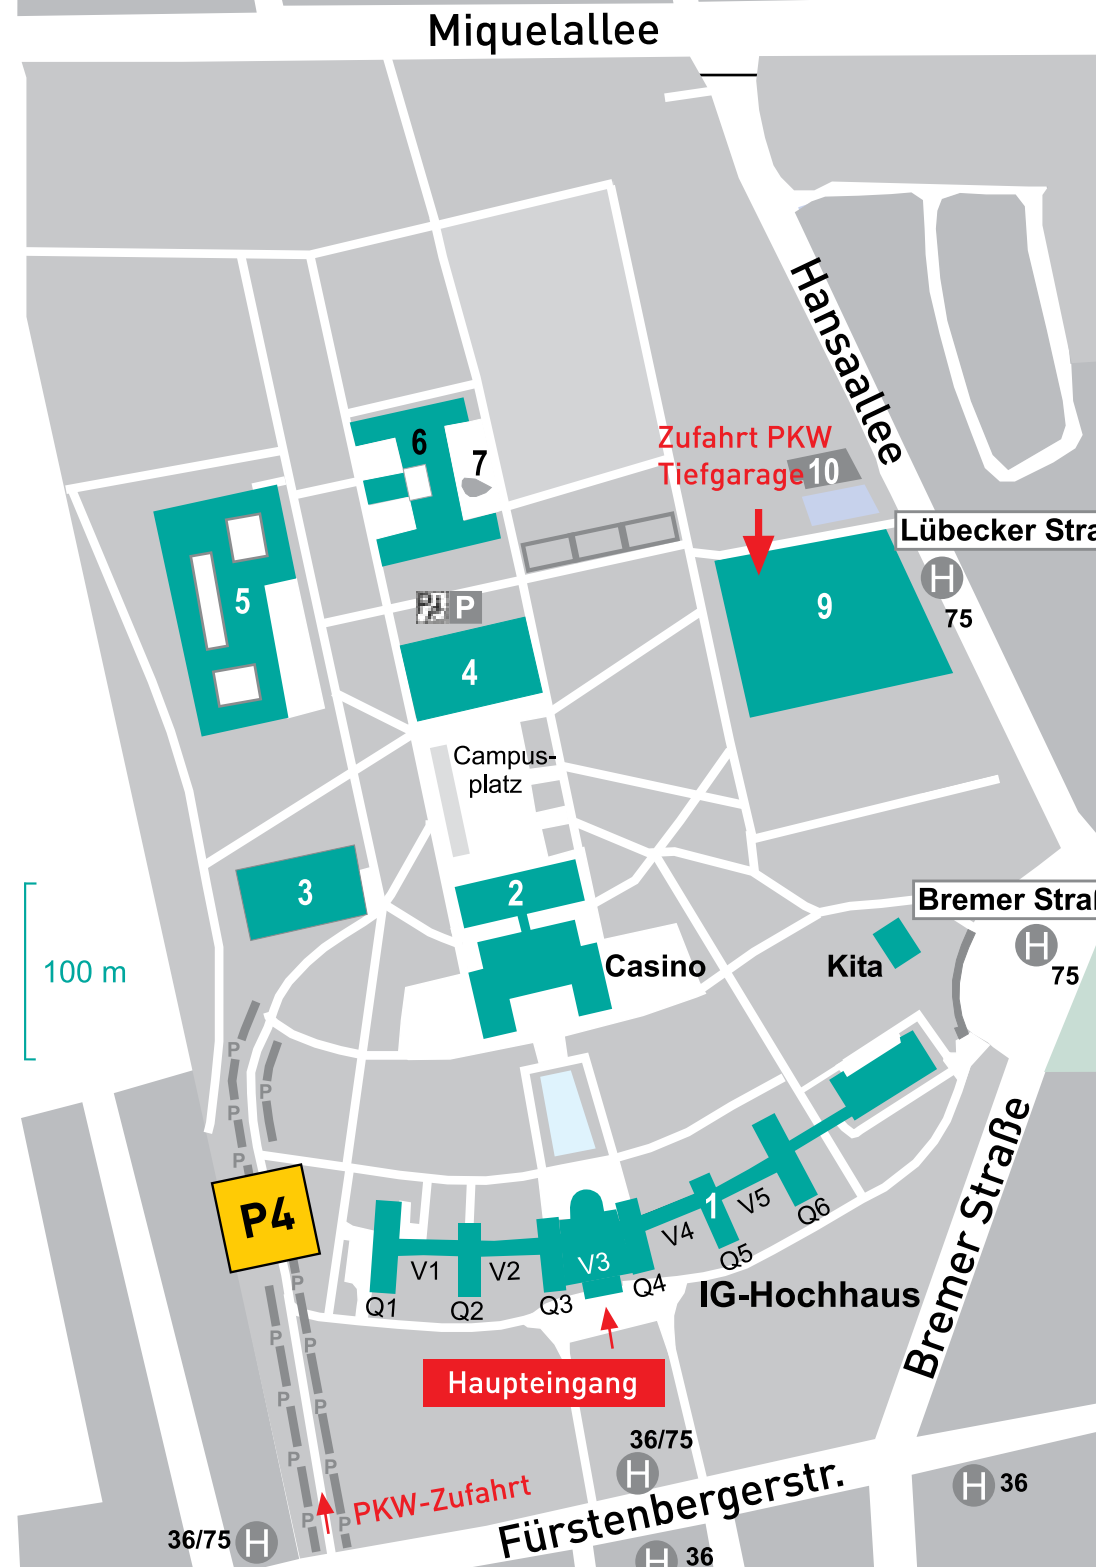 Miquelallee
Hansaallee
6
7
Zufahrt PKW
Tiefgarage
10
Lübecker Stra
H
75
5
P
9
4
Campus-
platz
3
2
Bremer Straß
H
75
Casino
Kita
100 m
P
P
P
P
P4
1
V1
V2
V3
V4
V5
Q1
Q2
Q3
Q4
Q5
Q6
IG-Hochhaus
Bremer Straße
P
P
P
P
P
P
P
P
P
Haupteingang
36/75
H
PKW-Zufahrt
Fürstenbergerstr.
H
36
36/75
H
H
36